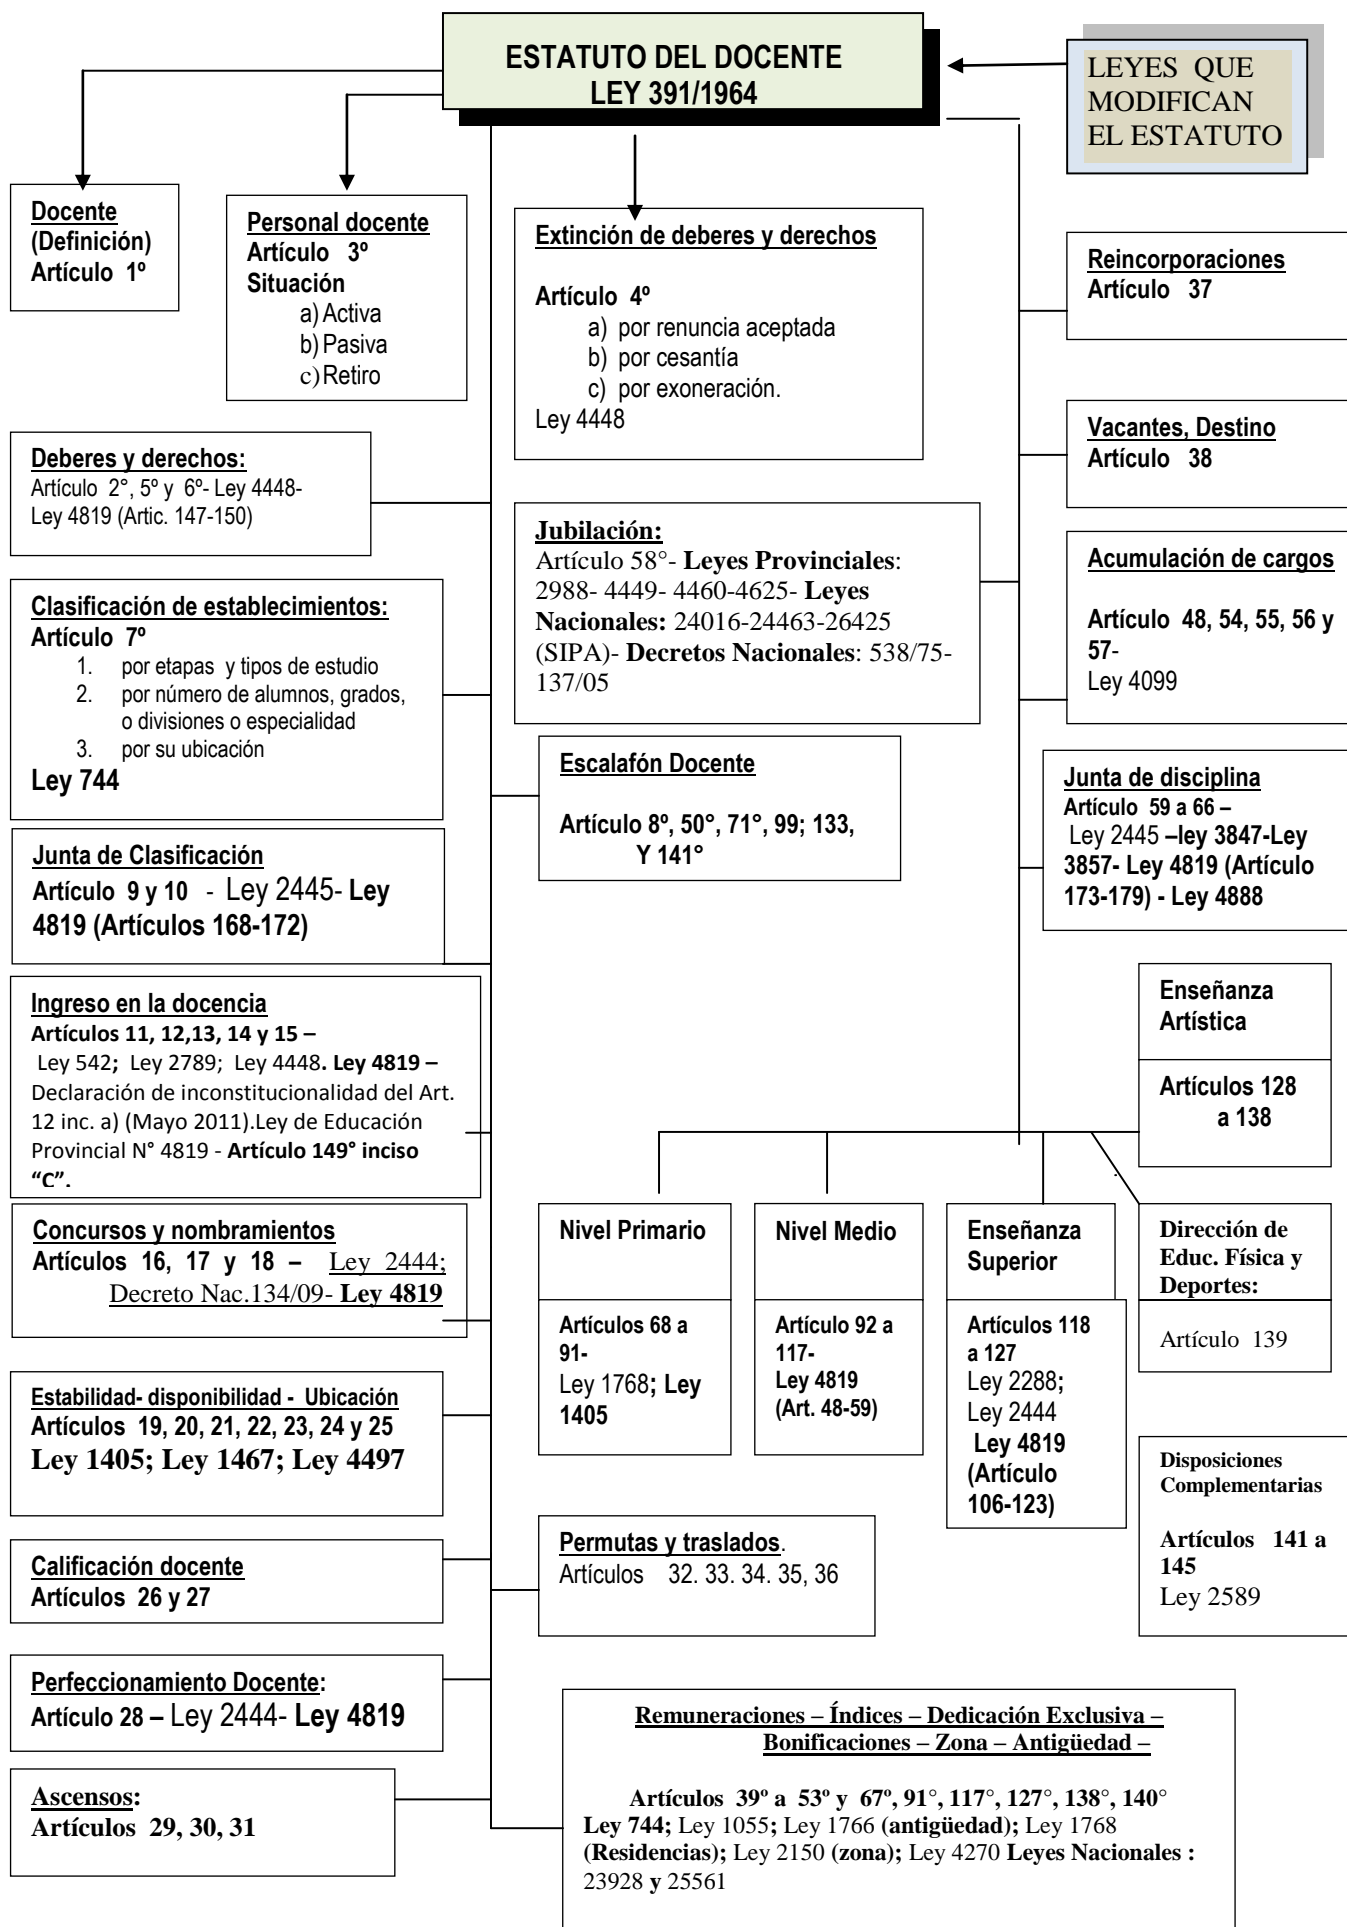 ESTATUTO DEL DOCENTE
LEY 391/1964
LEYES QUE
MODIFICAN
EL ESTATUTO
Docente
(Definición)
Artículo 1º
Personal docente
Artículo 3º
Situación
a) Activa
b) Pasiva
c) Retiro
Extinción de deberes y derechos
Artículo 4º
a) por renuncia aceptada
b) por cesantía
c) por exoneración.
Ley 4448
Reincorporaciones
Artículo 37
Vacantes, Destino
Artículo 38
Deberes y derechos:
Artículo 2°, 5º y 6º- Ley 4448-
Ley 4819 (Artic. 147-150)
Jubilación:
Artículo 58°- Leyes Provinciales:
2988- 4449- 4460-4625- Leyes
Nacionales: 24016-24463-26425
(SIPA)- Decretos Nacionales: 538/75-
137/05
Acumulación de cargos
Artículo 48, 54, 55, 56 y
57-
Ley 4099
Clasificación de establecimientos:
Artículo 7º
1. por etapas y tipos de estudio
2. por número de alumnos, grados,
o divisiones o especialidad
3. por su ubicación
Ley 744
Escalafón Docente
Artículo 8º, 50°, 71°, 99; 133,
Y 141°
Junta de disciplina
Artículo 59 a 66 –
Ley 2445 –ley 3847-Ley
3857- Ley 4819 (Artículo
173-179) - Ley 4888
Junta de Clasificación
Artículo 9 y 10 - Ley 2445- Ley
4819 (Artículos 168-172)
Ingreso en la docencia
Artículos 11, 12,13, 14 y 15 –
Ley 542; Ley 2789; Ley 4448. Ley 4819 –
Declaración de inconstitucionalidad del Art.
12 inc. a) (Mayo 2011).Ley de Educación
Provincial N° 4819 - Artículo 149° inciso
“C”.
Enseñanza
Artística
Artículos 128
a 138
Concursos y nombramientos
Artículos 16, 17 y 18 – Ley 2444;
Decreto Nac.134/09- Ley 4819
Nivel Primario
Artículos 68 a
91-
Ley 1768; Ley
1405
Nivel Medio
Artículo 92 a
117-
Ley 4819
(Art. 48-59)
Enseñanza
Superior
Artículos 118
a 127
Ley 2288;
Ley 2444
Ley 4819
(Artículo
106-123)
Dirección de
Educ. Física y
Deportes:
Artículo 139
Estabilidad- disponibilidad - Ubicación
Artículos 19, 20, 21, 22, 23, 24 y 25
Ley 1405; Ley 1467; Ley 4497
Disposiciones
Complementarias
Artículos 141 a
145
Ley 2589
Calificación docente
Artículos 26 y 27
Permutas y traslados.
Artículos 32. 33. 34. 35, 36
Perfeccionamiento Docente:
Artículo 28 – Ley 2444- Ley 4819
Ascensos:
Artículos 29, 30, 31
Remuneraciones – Índices – Dedicación Exclusiva –
Bonificaciones – Zona – Antigüedad –
Artículos 39º a 53º y 67º, 91°, 117°, 127°, 138°, 140°
Ley 744; Ley 1055; Ley 1766 (antigüedad); Ley 1768
(Residencias); Ley 2150 (zona); Ley 4270 Leyes Nacionales :
23928 y 25561